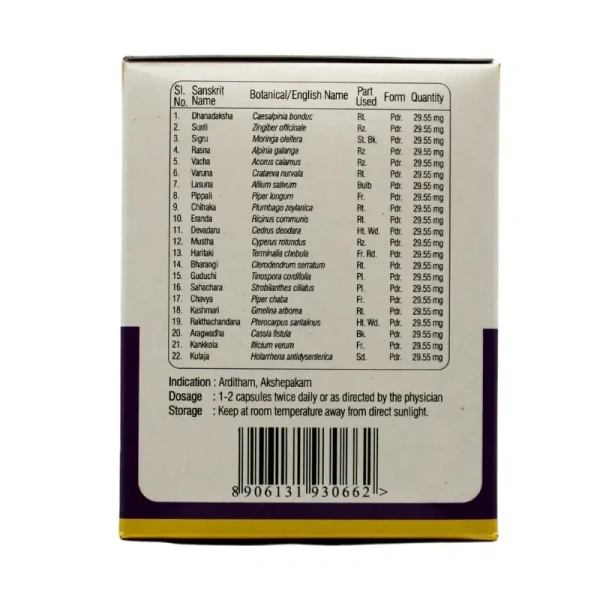 Sl. No. Sanskrit Name Botanical/English Name Part Used Form Quantity
1. Dhanadaksha Caesalpinia bonduc Rt. Pdr. 29.55 mg
2. Sunti Zingiber officinale Rz. Pdr. 29.55 mg
3. Sigru Moringa oleifera St. Bk. Pdr. 29.55 mg
4. Rasna Alpinia galanga Rz. Pdr. 29.55 mg
5. Vacha Acorus calamus Rz. Pdr. 29.55 mg
6. Varuna Crataeva nurvala Rt. Pdr. 29.55 mg
7. Lasuna Allium sativum Bulb Pdr. 29.55 mg
8. Pippali Piper longum Fr. Pdr. 29.55 mg
9. Chitraka Plumbago zeylanica Rt. Pdr. 29.55 mg
10. Eranda Ricinus communis Rt. Pdr. 29.55 mg
11. Devadaru Cedrus deodara Ht. Wd. Pdr. 29.55 mg
12. Mustha Cyperus rotundus Rz. Pdr. 29.55 mg
13. Haritaki Terminalia chebula Fr. Rd. Pdr. 29.55 mg
14. Bharangi Clerodendrum serratum Rt. Pdr. 29.55 mg
15. Guduchi Tinospora cordifolia Pl. Pdr. 29.55 mg
16. Sahachara Strobilanthes ciliatus Pl. Pdr. 29.55 mg
17. Chavya Piper chaba Fr. Pdr. 29.55 mg
18. Kashmari Gmelina arborea Rt. Pdr. 29.55 mg
19. Rakthachandana Pterocarpus santalinus Ht. Wd. Pdr. 29.55 mg
20. Aragwadha Cassia fistula Bk. Pdr. 29.55 mg
21. Kankkola Illicium verum Fr. Pdr. 29.55 mg
22. Kutaja Holarrhena antidysenterica Sd. Pdr. 29.55 mg
Indication : Arditham, Akshepakam
Dosage : 1-2 capsules twice daily or as directed by the physician
Storage : Keep at room temperature away from direct sunlight.
8 906131 930662 >